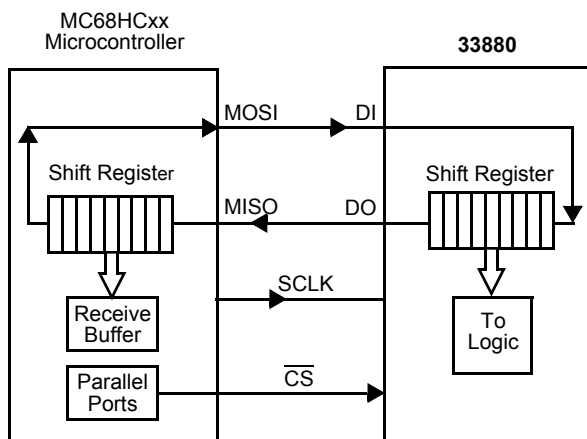 MC68HCxx
Microcontroller
33880
MOSI
DI
Shift Register
Shift Register
MISO
DO
SCLK
Receive
Buffer
To
Logic
Parallel
Ports
CS